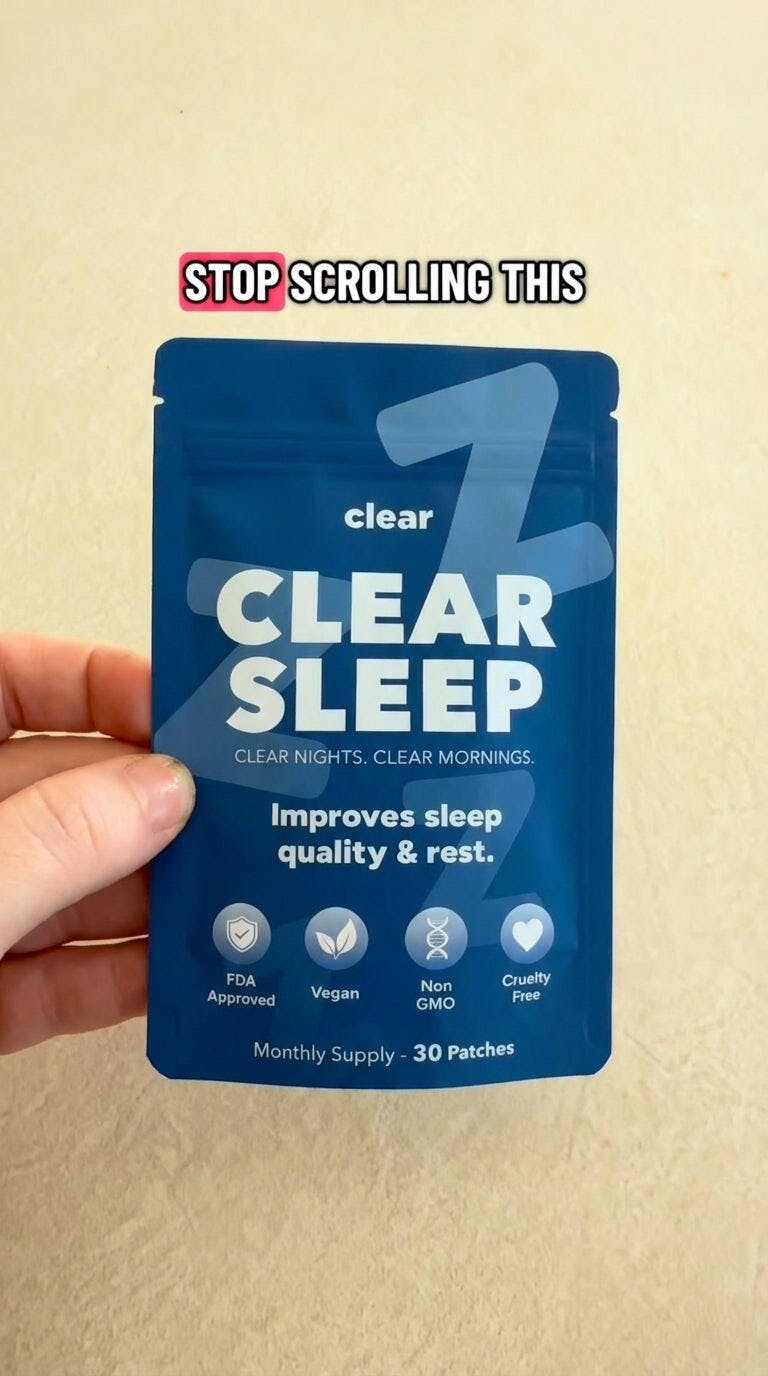 STOP SCROLLING THIS
clear
CLEAR
SLEEP
CLEAR NIGHTS. CLEAR MORNINGS.
Improves sleep
quality & rest.
FDA
Approved
Vegan
Non
GMO
Cruelty
Free
Monthly Supply - 30 Patches